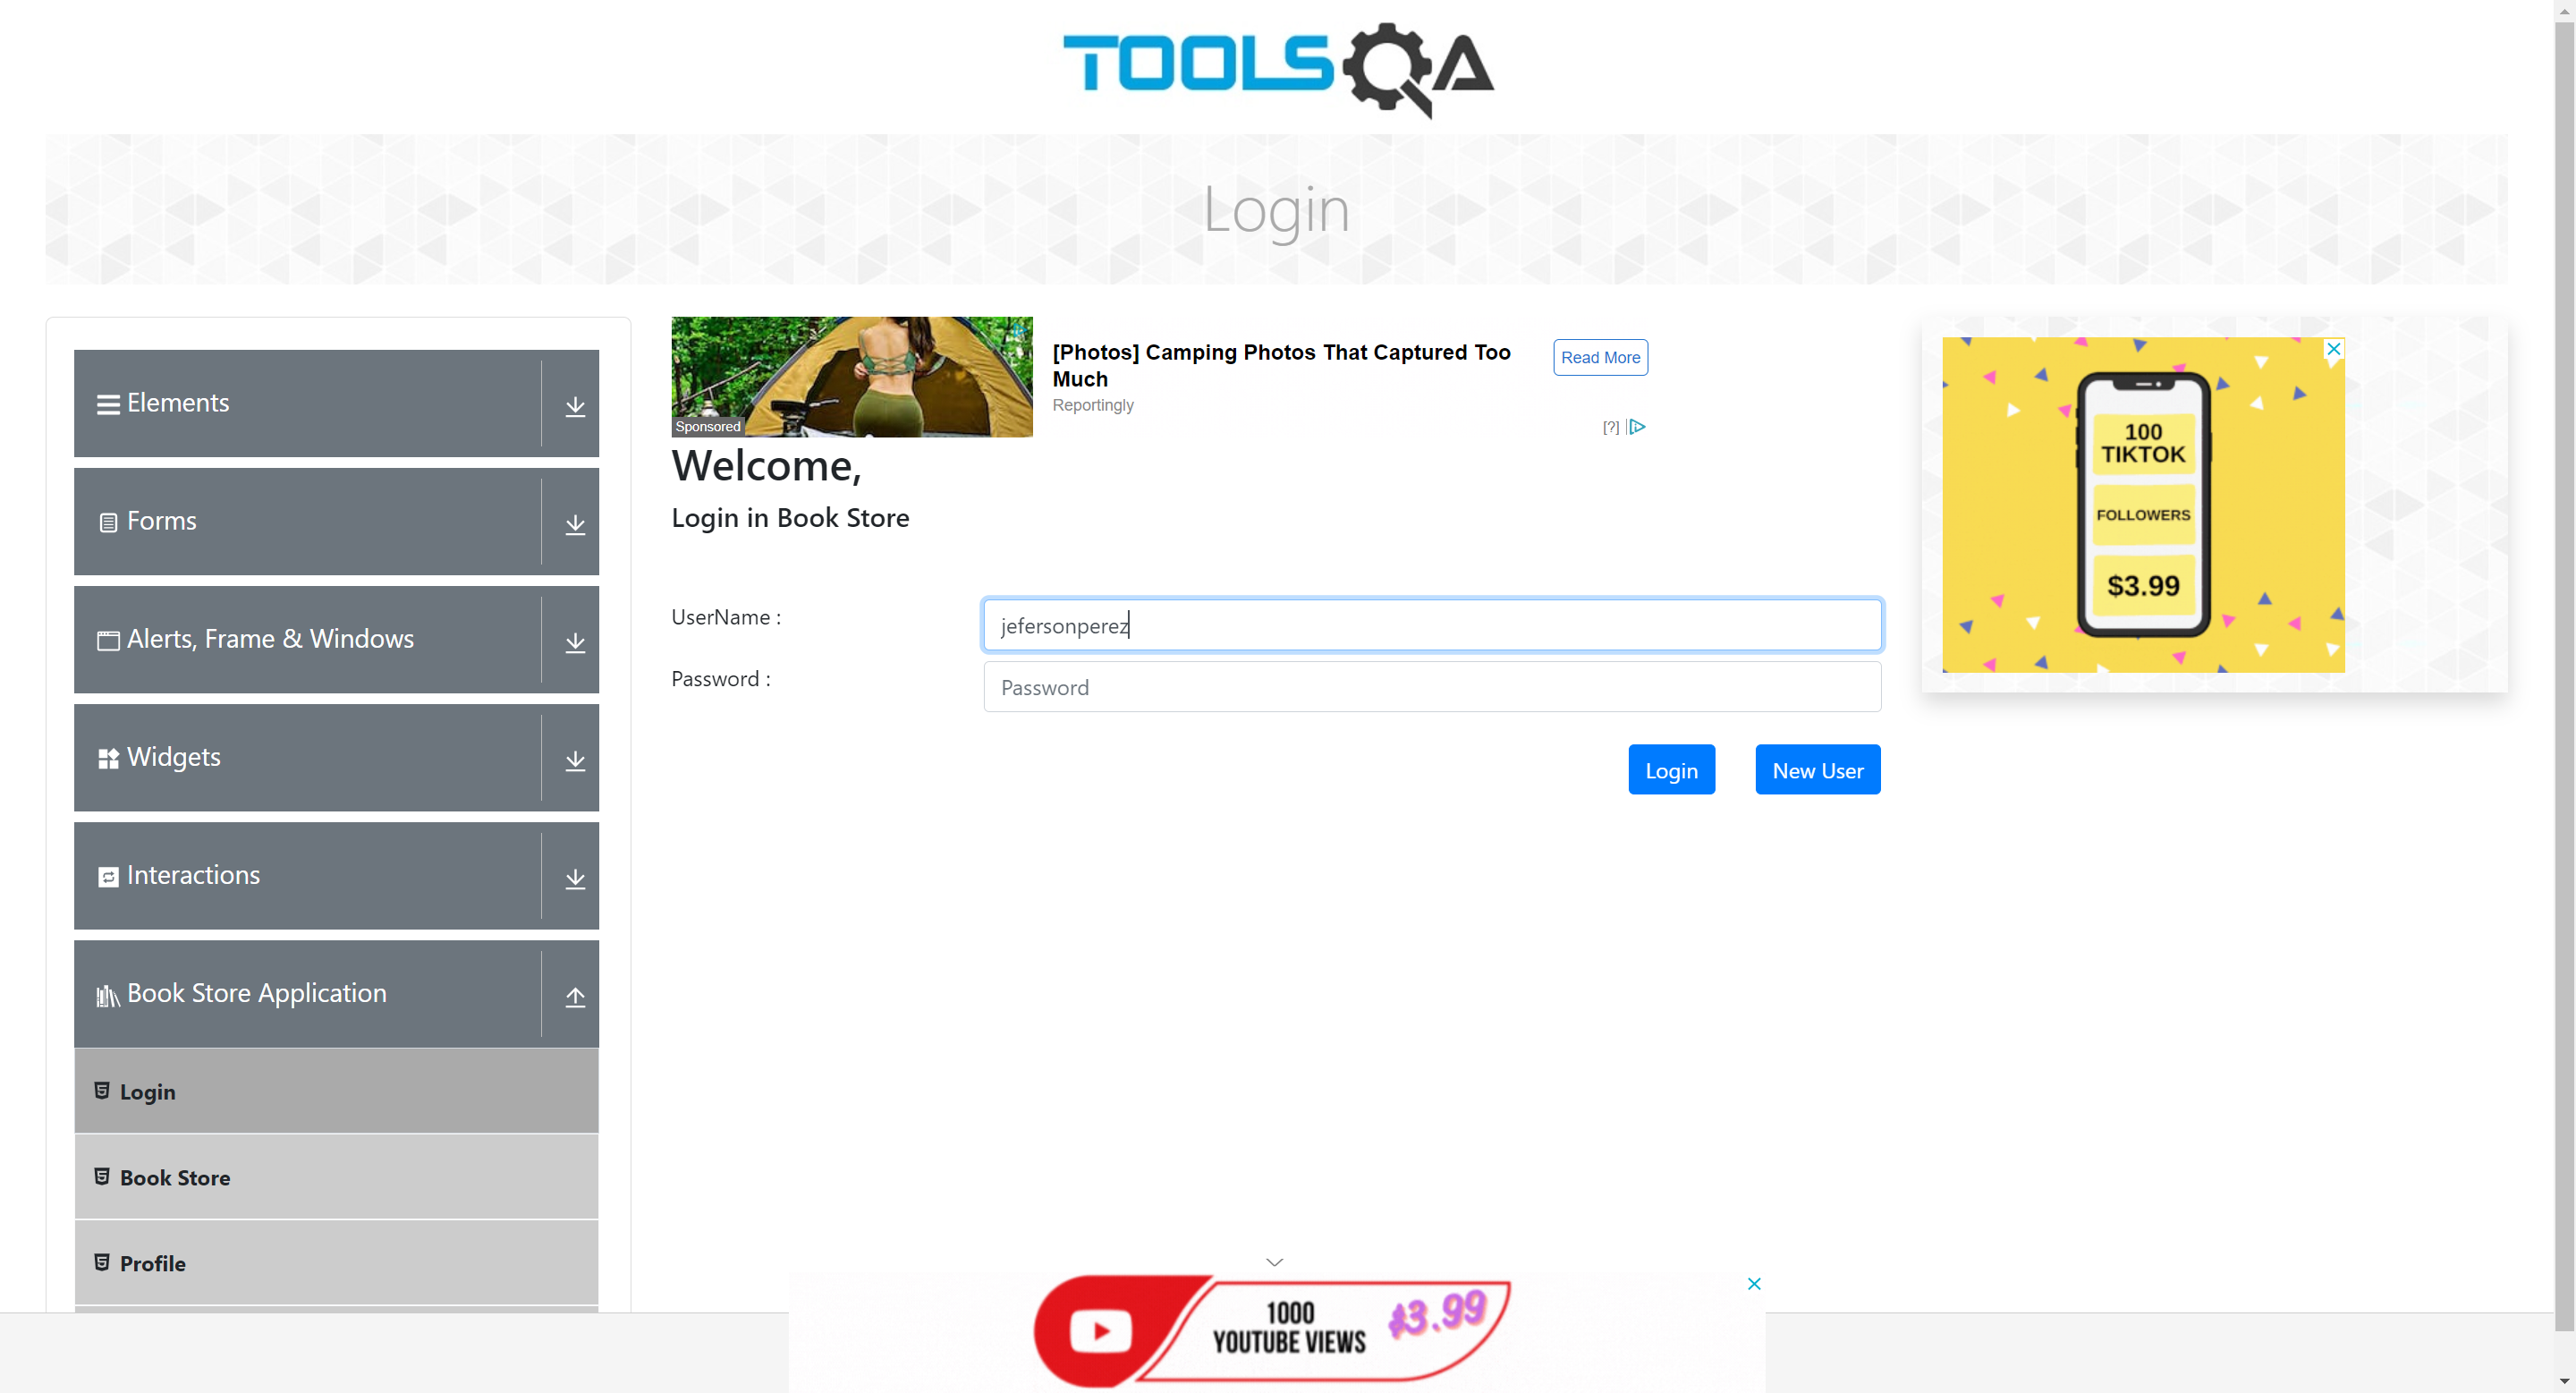 TOOLSQA
Login
Elements
Forms
Alerts, Frame & Windows
Widgets
Interactions
Book Store Application
Login
Book Store
Profile
Sponsored
[Photos] Camping Photos That Captured Too
Much
Reportingly
Read More
[?]
Welcome,
Login in Book Store
UserName :
jefersonperez
Password :
Password
Login
New User
100
TIKTOK
FOLLOWERS
$3.99
1000
YOUTUBE VIEWS
$3.99